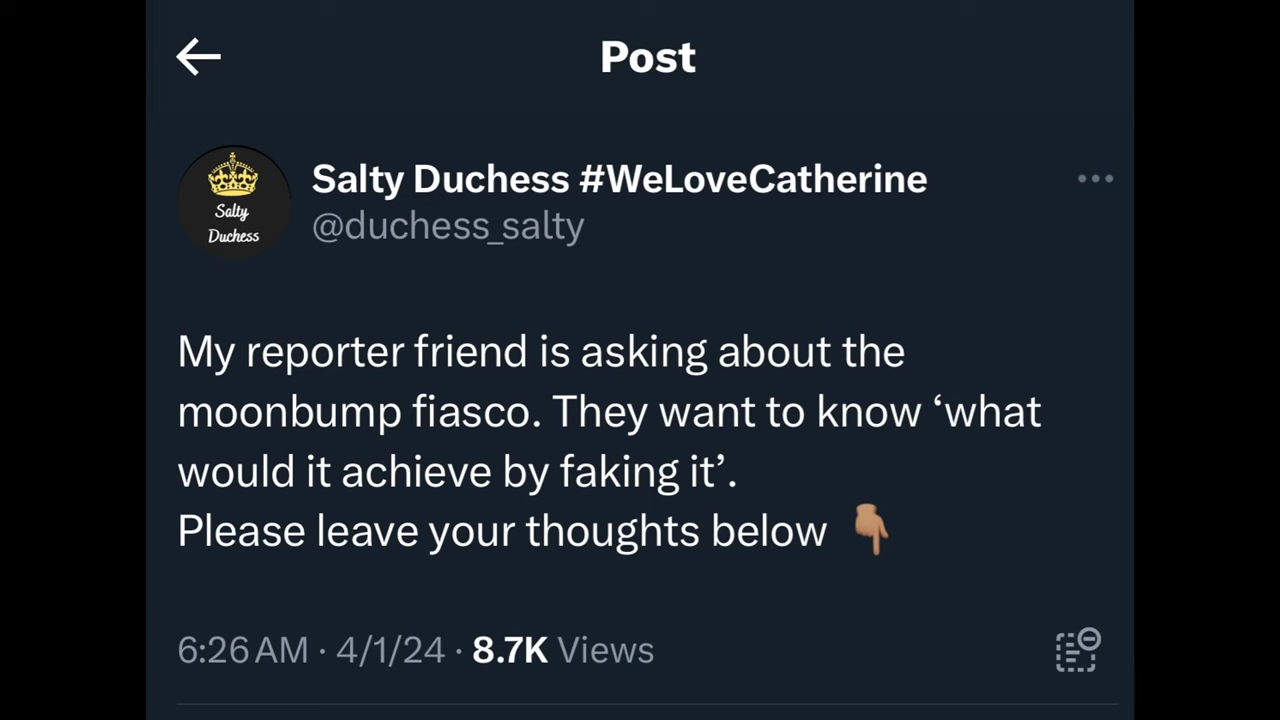 Post
Salty
Duchess
Salty Duchess #WeLoveCatherine
@duchess_salty
My reporter friend is asking about the
moonbump fiasco. They want to know ‘what
would it achieve by faking it’.
Please leave your thoughts below 👇🏽
6:26 AM · 4/1/24 · 8.7K Views